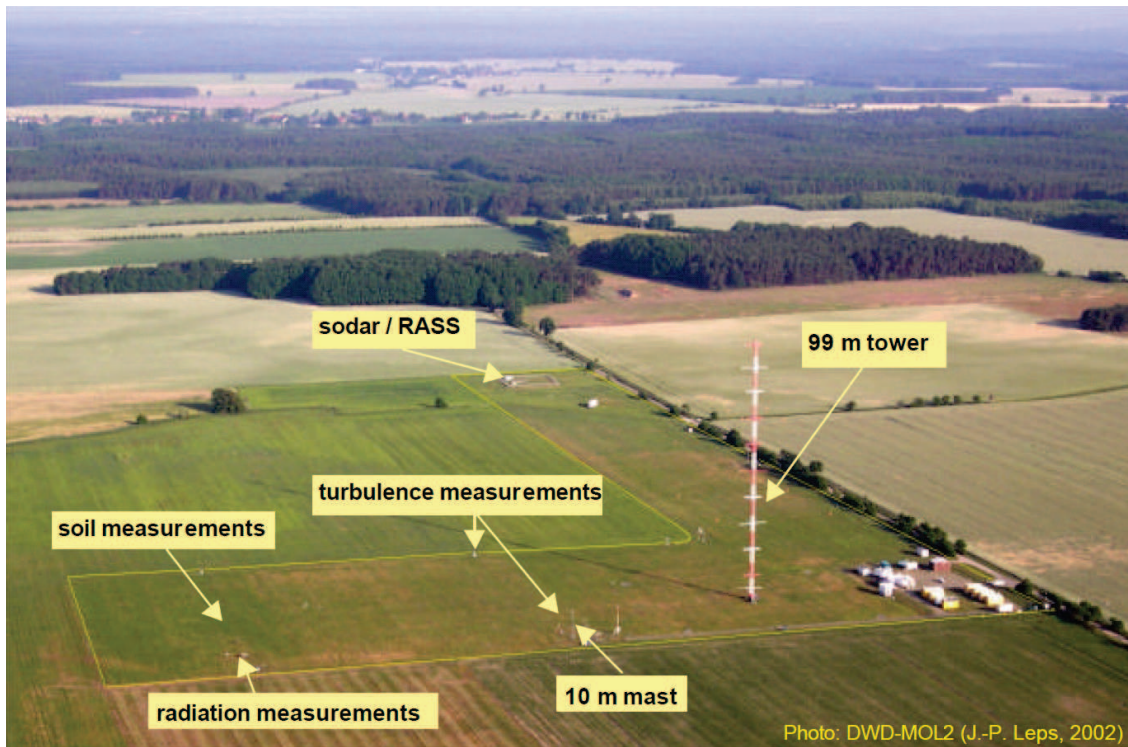 sodar / RASS
99 m tower
turbulence measurements
soil measurements
10 m mast
radiation measurements
Photo: DWD-MOL2 (J.-P. Leps, 2002)